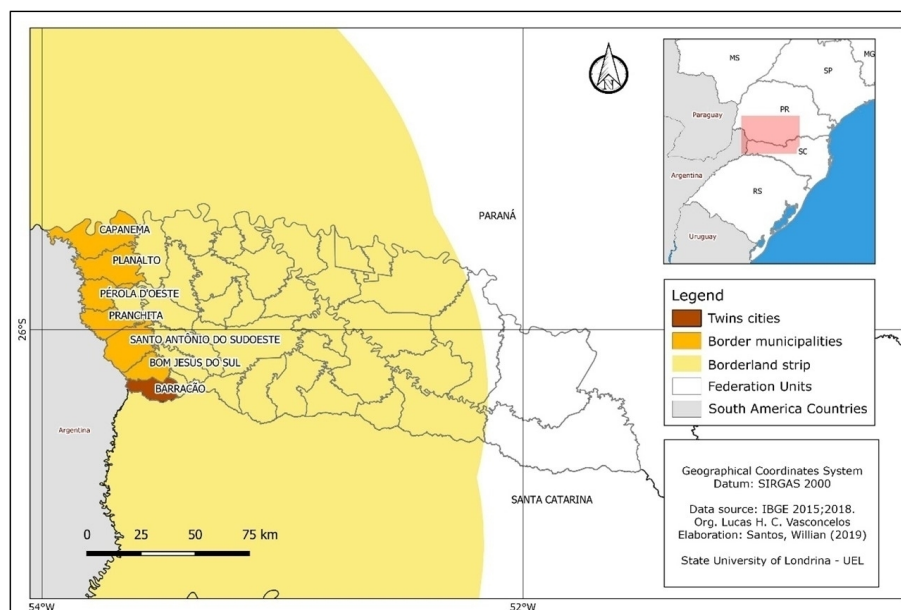 N
PARANÁ
CAPANEMA
PLANALTO
PÉROLA D'OESTE
PRANCHITA
SANTO ANTÔNIO DO SUDOESTE
BOM JESUS DO SUL
BARRACÃO
Argentina
SANTA CATARINA
26°S
0 25 50 75 km
54°W
52°W
MS
MG
SP
PR
Paraguay
SC
Argentina
RS
Uruguay
Legend
Twins cities
Border municipalities
Borderland strip
Federation Units
South America Countries
Geographical Coordinates System
Datum: SIRGAS 2000
Data source: IBGE 2015;2018.
Org. Lucas H. C. Vasconcelos
Elaboration: Santos, Willian (2019)
State University of Londrina - UEL